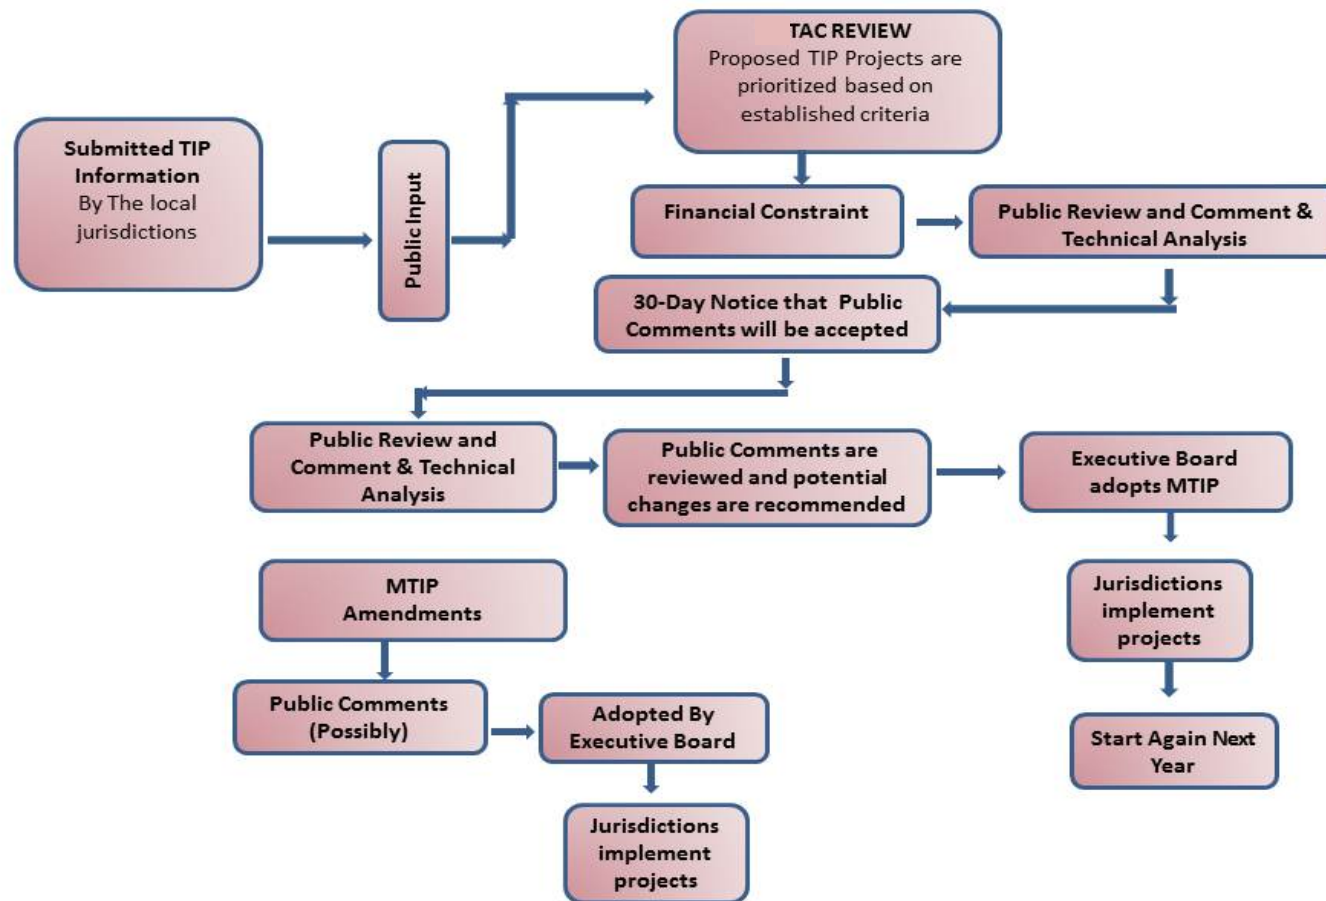 TAC REVIEW
Proposed TIP Projects are
prioritized based on
established criteria
Submitted TIP
Information
By The local
jurisdictions
Public Input
Financial Constraint
Public Review and Comment &
Technical Analysis
30-Day Notice that Public
Comments will be accepted
Public Review and
Comment & Technical
Analysis
Public Comments are
reviewed and potential
changes are recommended
Executive Board
adopts MTIP
Jurisdictions
implement
projects
Start Again Next
Year
MTIP
Amendments
Public Comments
(Possibly)
Adopted By
Executive Board
Jurisdictions
implement
projects